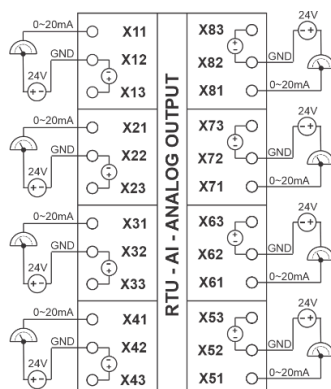 0~20mA X11
GND X12
24V X13
0~20mA X21
GND X22
24V X23
0~20mA X31
GND X32
24V X33
0~20mA X41
GND X42
24V X43
RTU - AI - ANALOG OUTPUT
X83 24V
X82 GND
X81 0~20mA
X73 24V
X72 GND
X71 0~20mA
X63 24V
X62 GND
X61 0~20mA
X53 24V
X52 GND
X51 0~20mA